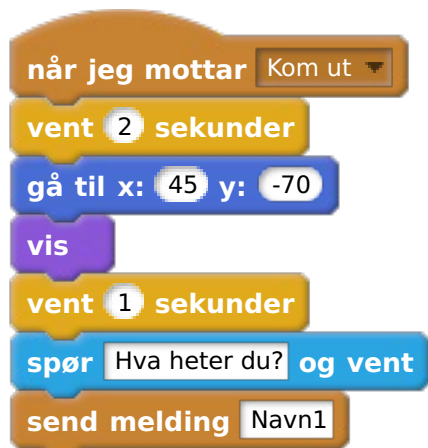 når jeg mottar Kom ut
vent 2 sekunder
gå til x: 45 y: -70
vis
vent 1 sekunder
spør Hva heter du? og vent
send melding Navn1